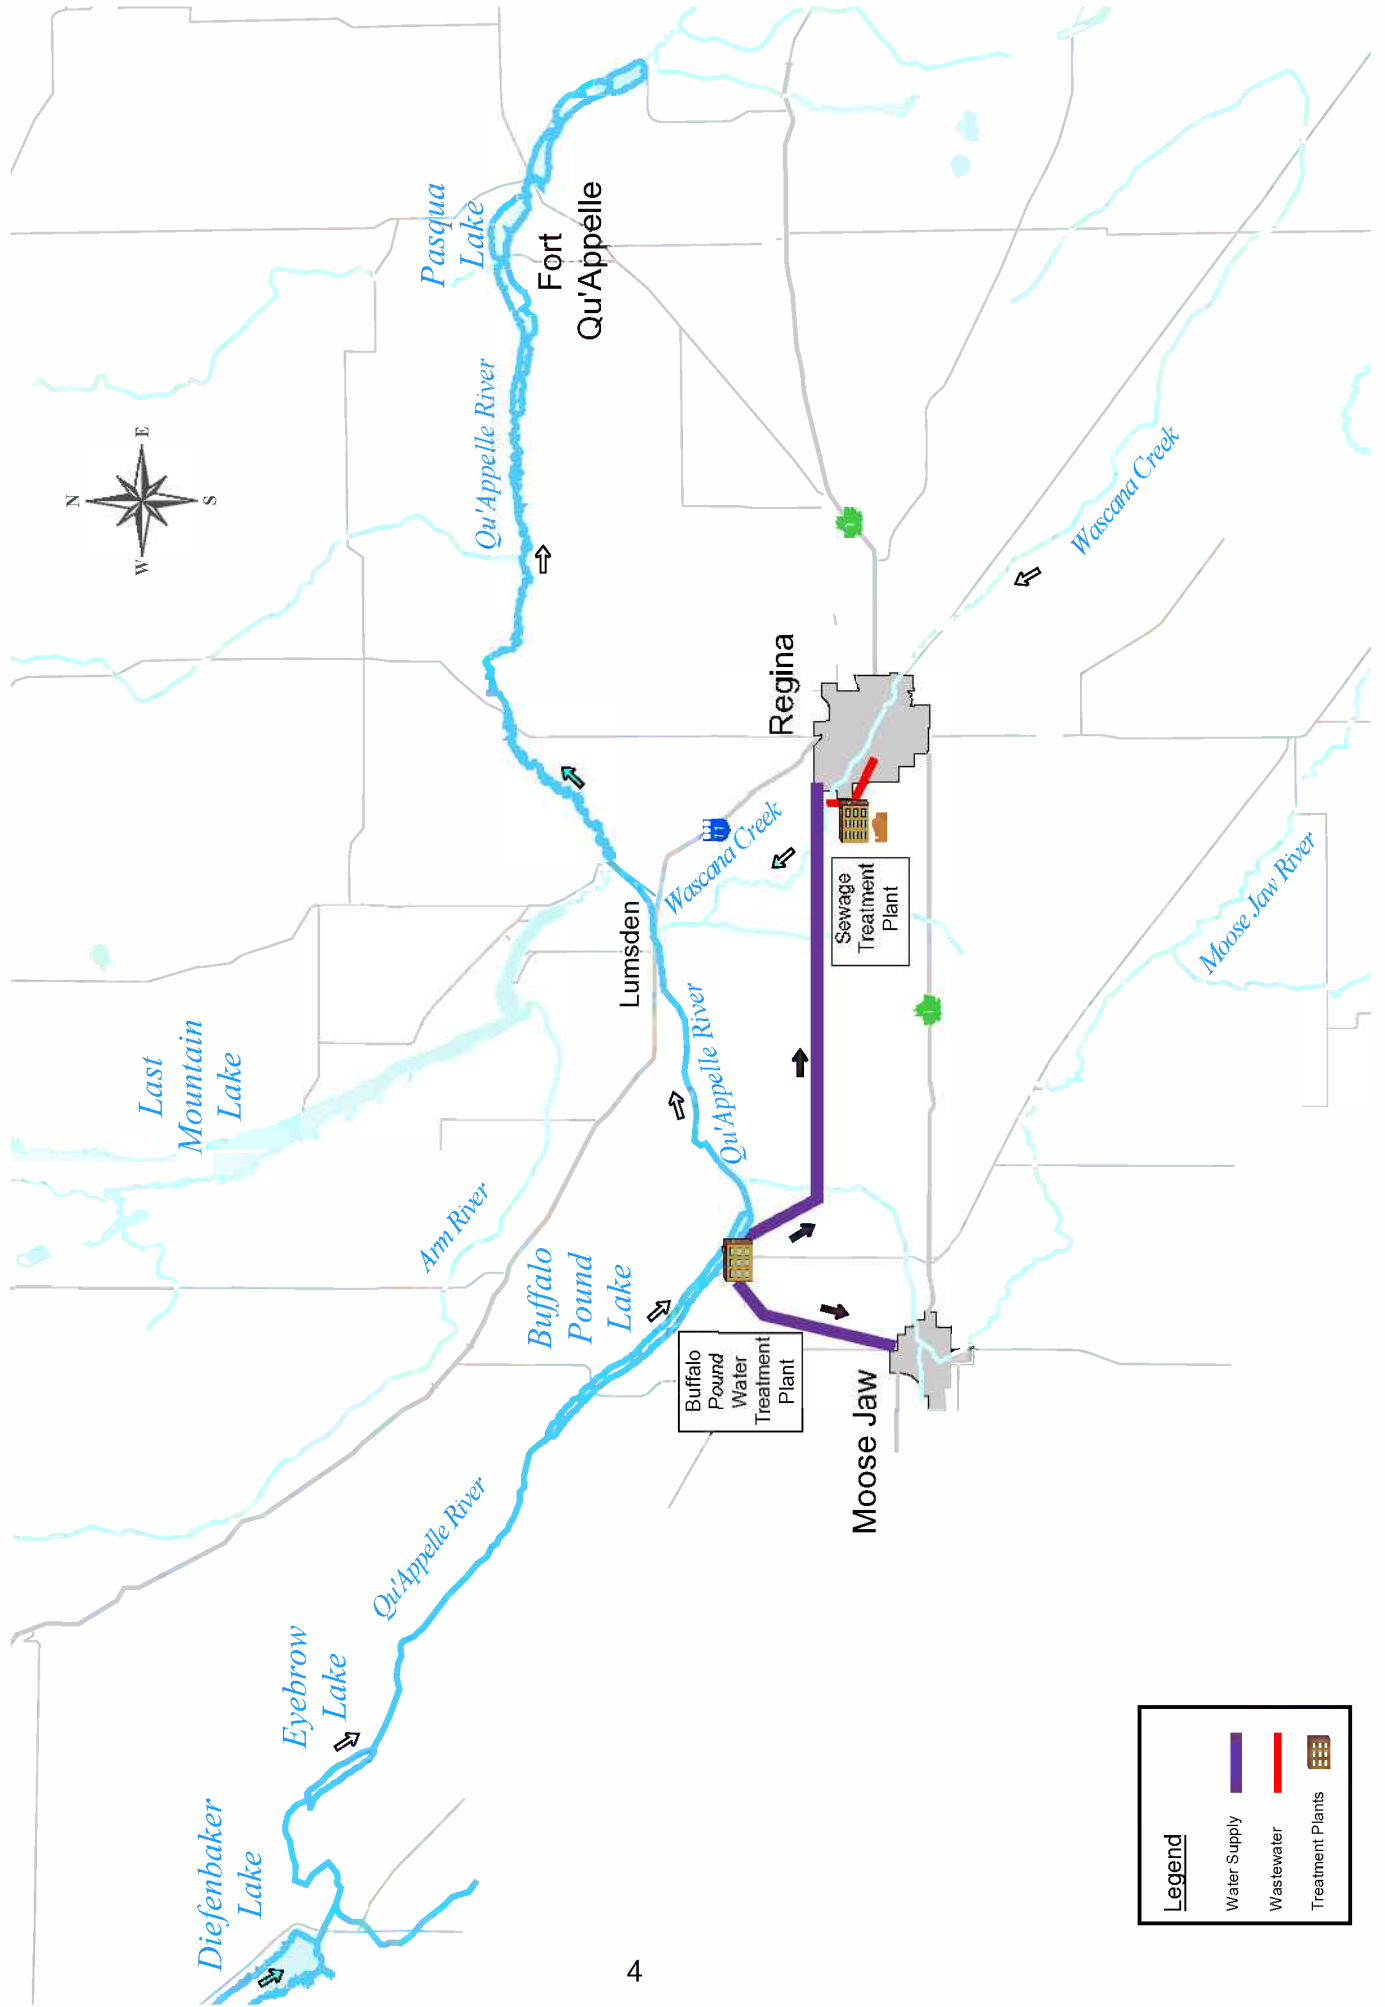 N
W
E
S
Pasqua
Lake
Fort
Qu'Appelle
Qu'Appelle River
Wascana Creek
Regina
Last
Mountain
Lake
Lumsden
Wascana Creek
Sewage
Treatment
Plant
Moose Jaw River
Qu'Appelle River
Arm River
Buffalo
Pound
Lake
Buffalo
Pound
Water
Treatment
Plant
Moose Jaw
Qu'Appelle River
Eyebrow
Lake
Diefenbaker
Lake
Legend
Water Supply
Wastewater
Treatment Plants
4